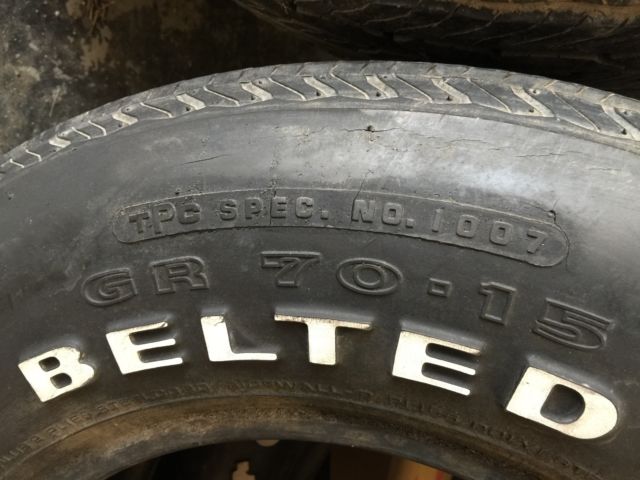 TPC SPEC. NO. 1007
GR 70-15
BELTED